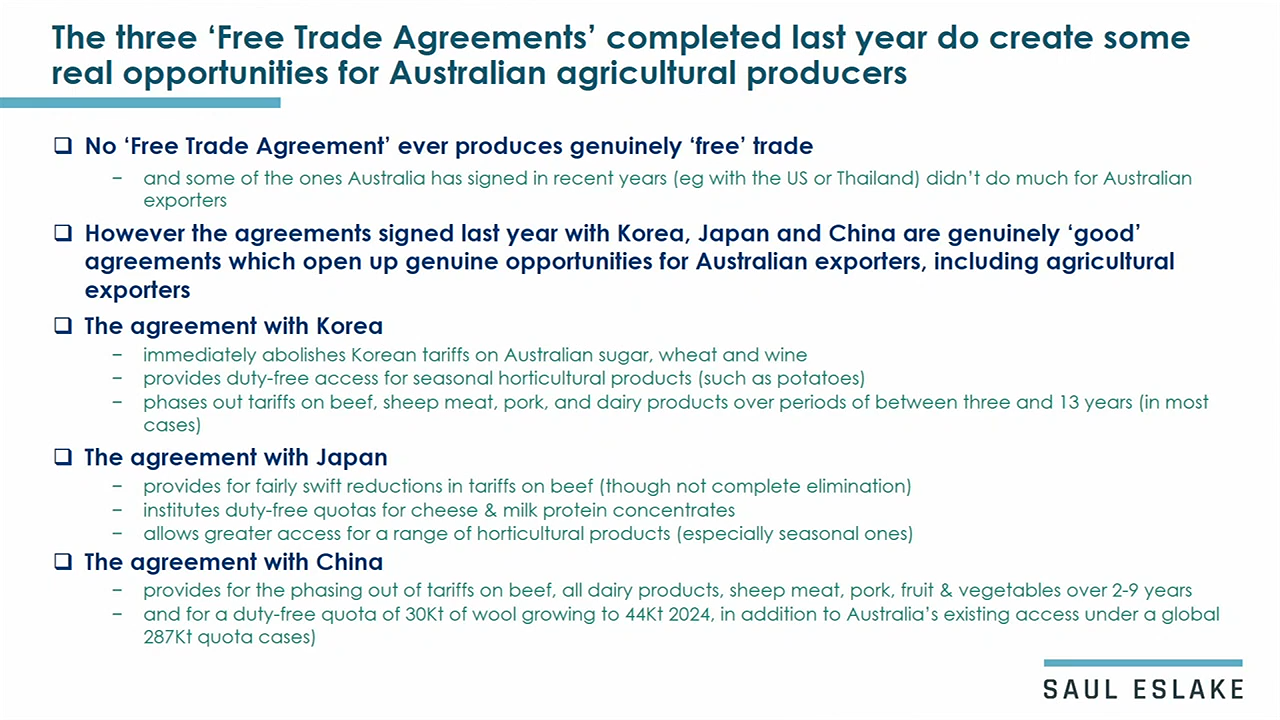 The three ‘Free Trade Agreements’ completed last year do create some
real opportunities for Australian agricultural producers
❑ No ‘Free Trade Agreement’ ever produces genuinely ‘free’ trade
− and some of the ones Australia has signed in recent years (eg with the US or Thailand) didn’t do much for Australian
exporters
❑ However the agreements signed last year with Korea, Japan and China are genuinely ‘good’
agreements which open up genuine opportunities for Australian exporters, including agricultural
exporters
❑ The agreement with Korea
− immediately abolishes Korean tariffs on Australian sugar, wheat and wine
− provides duty-free access for seasonal horticultural products (such as potatoes)
− phases out tariffs on beef, sheep meat, pork, and dairy products over periods of between three and 13 years (in most
cases)
❑ The agreement with Japan
− provides for fairly swift reductions in tariffs on beef (though not complete elimination)
− institutes duty-free quotas for cheese & milk protein concentrates
− allows greater access for a range of horticultural products (especially seasonal ones)
❑ The agreement with China
− provides for the phasing out of tariffs on beef, all dairy products, sheep meat, pork, fruit & vegetables over 2-9 years
− and for a duty-free quota of 30Kt of wool growing to 44Kt 2024, in addition to Australia’s existing access under a global
287Kt quota cases)
SAUL ESLAKE